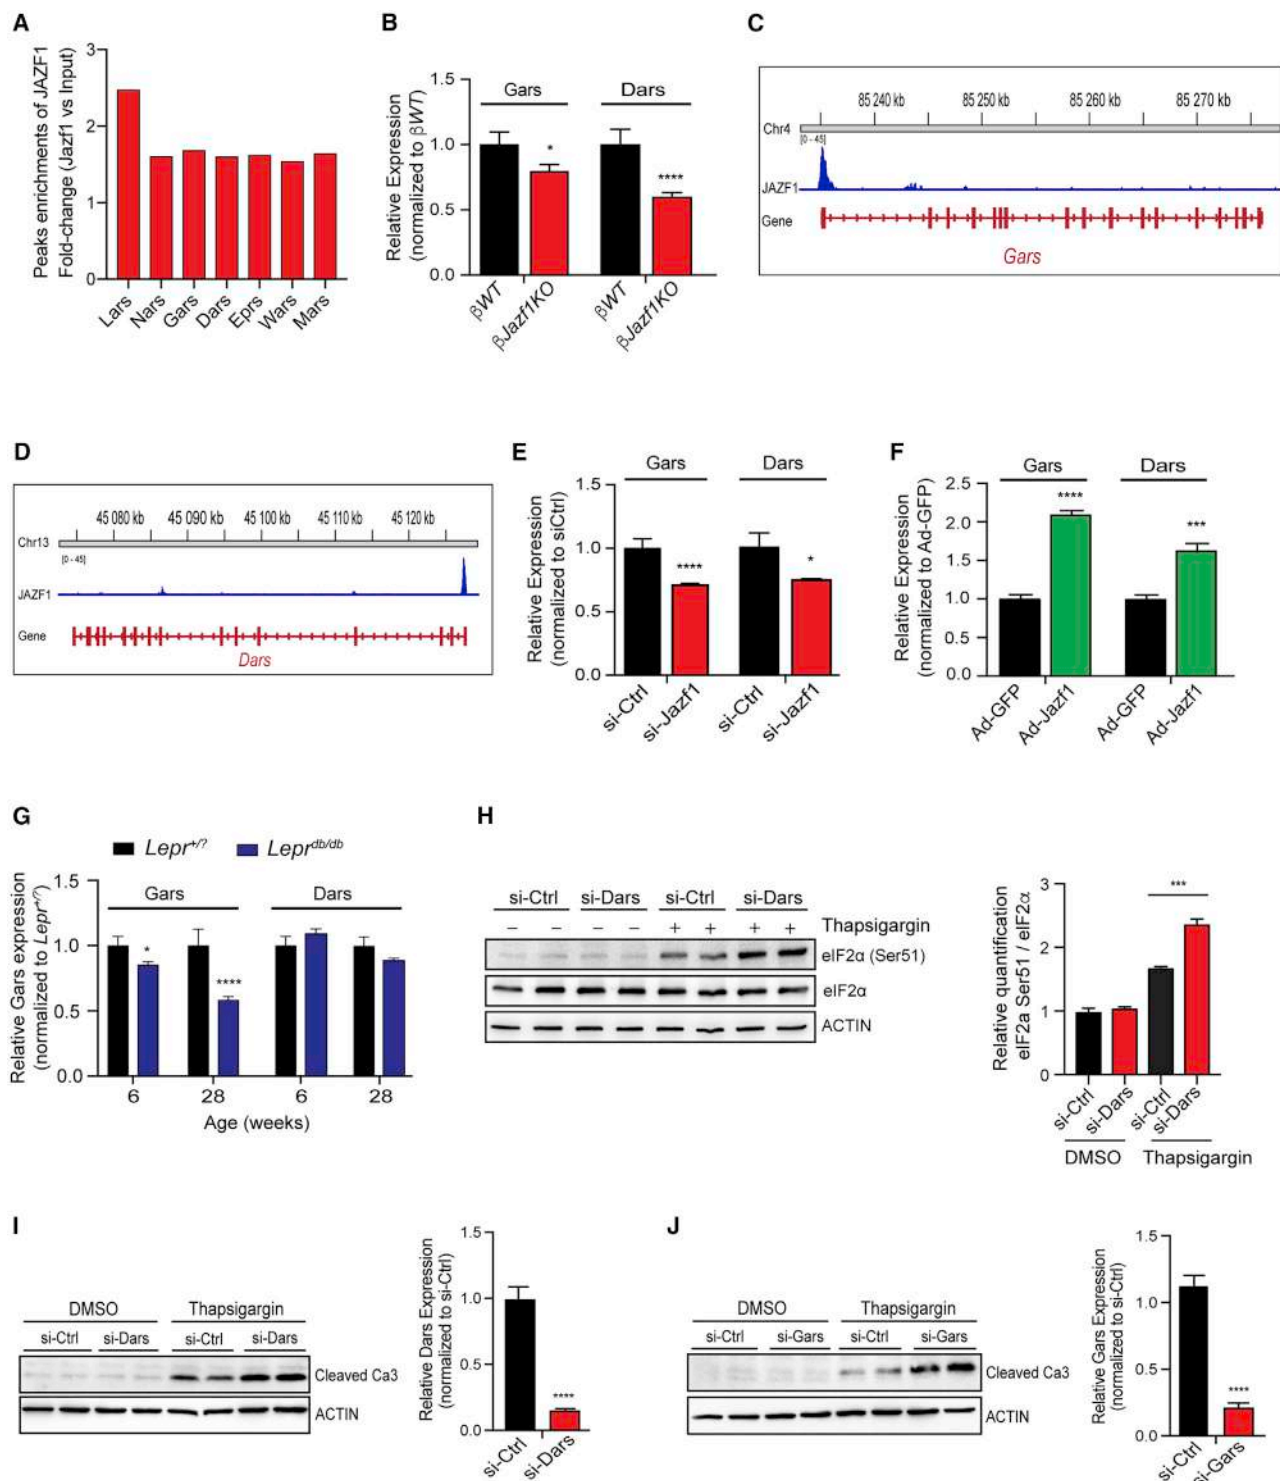 A
Peaks enrichments of JAZF1
Fold-change (Jazf1 vs Input)
3
2
1
0
Lars
Nars
Gars
Dars
Eprs
Wars
Mars
B
Relative Expression
(normalized to βWT)
1.5
1.0
0.5
0.0
Gars
Dars
*
****
βWT
βJazf1KO
βWT
βJazf1KO
C
85 240 kb
85 250 kb
85 260 kb
85 270 kb
Chr4
[0 - 45]
JAZF1
Gene
Gars
D
45 080 kb
45 090 kb
45 100 kb
45 110 kb
45 120 kb
Chr13
[0 - 45]
JAZF1
Gene
Dars
E
Relative Expression
(normalized to siCtrl)
1.5
1.0
0.5
0.0
Gars
Dars
****
*
si-Ctrl
si-Jazf1
si-Ctrl
si-Jazf1
F
Relative Expression
(normalized to Ad-GFP)
2.5
2.0
1.5
1.0
0.5
0.0
Gars
Dars
****
***
Ad-GFP
Ad-Jazf1
Ad-GFP
Ad-Jazf1
G
Lepr+/?
Leprdb/db
Relative Gars expression
(normalized to Lepr+/?)
1.5
1.0
0.5
0.0
Gars
Dars
*
****
6
28
6
28
Age (weeks)
H
si-Ctrl
si-Dars
si-Ctrl
si-Dars
− − − − + + + + Thapsigargin
eIF2α (Ser51)
eIF2α
ACTIN
Relative quantification
eIF2a Ser51 / eIF2α
3
2
1
0
***
si-Ctrl
si-Dars
si-Ctrl
si-Dars
DMSO
Thapsigargin
I
DMSO
Thapsigargin
si-Ctrl
si-Dars
si-Ctrl
si-Dars
Cleaved Ca3
ACTIN
Relative Dars Expression
(normalized to si-Ctrl)
1.5
1.0
0.5
0.0
****
si-Ctrl
si-Dars
J
DMSO
Thapsigargin
si-Ctrl
si-Gars
si-Ctrl
si-Gars
Cleaved Ca3
ACTIN
Relative Gars Expression
(normalized to si-Ctrl)
1.5
1.0
0.5
0.0
****
si-Ctrl
si-Gars